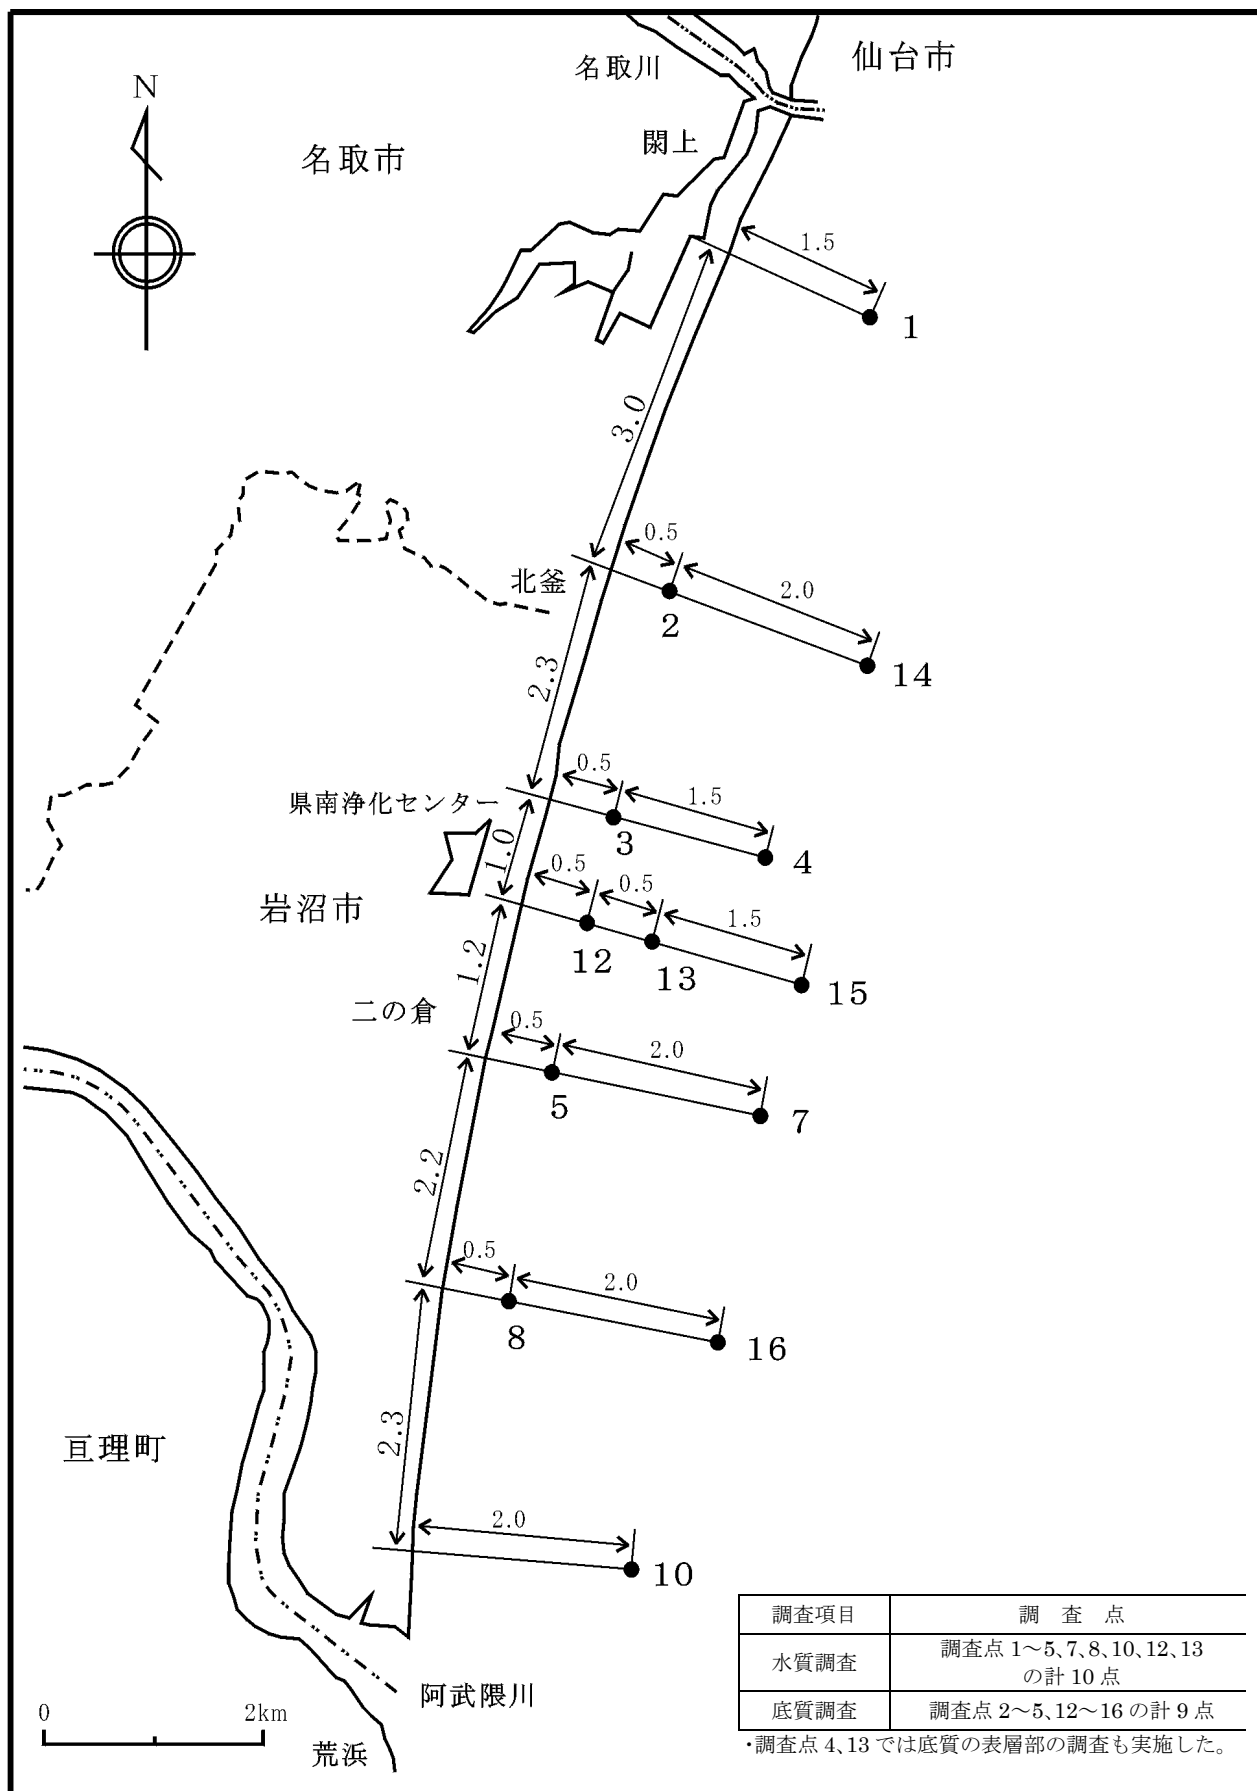 仙台市
名取川
N
閖上
名取市
1.5
1
3.0
0.5
北釜
2.0
2
14
2.3
0.5
県南浄化センター
1.5
3
4
1.0
0.5
0.5
岩沼市
1.5
12
13
15
1.2
二の倉
0.5
2.0
5
7
2.2
0.5
2.0
8
16
亘理町
2.3
2.0
10
調査項目 調 査 点
水質調査 調査点 1～5、7、8、10、12、13
の計 10 点
底質調査 調査点 2～5、12～16 の計 9 点
・調査点 4、13 では底質の表層部の調査も実施した。
阿武隈川
0 2km
荒浜